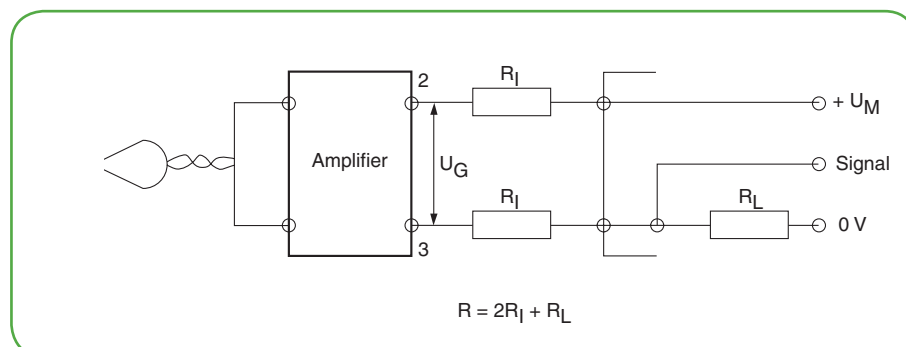 2
R_I
+ U_M
Amplifier
U_G
Signal
R_I
R_L
0 V
3
R = 2R_I + R_L